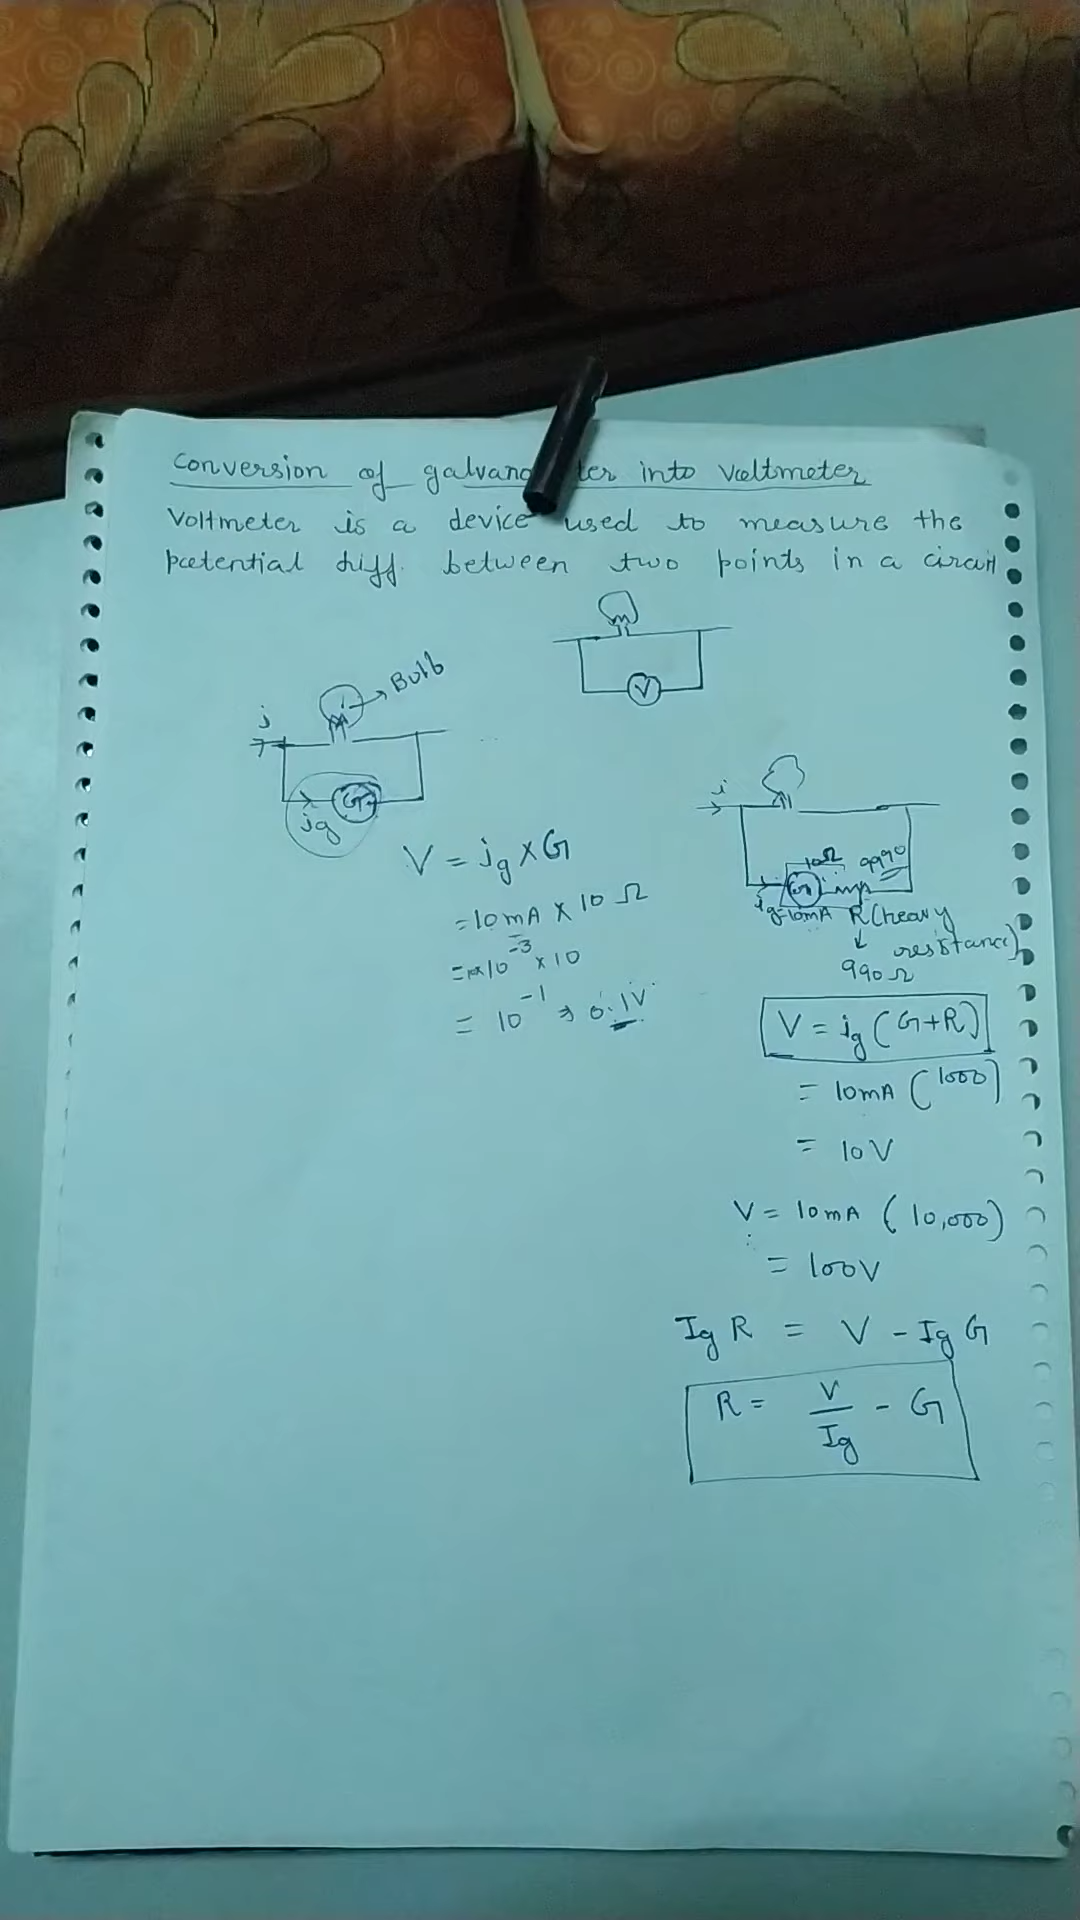 conversion of galvanometer into voltmeter
Voltmeter is a device used to measure the
potential diff. between two points in a circuit
V
Bulb
i
G
ig
V = ig × G
= 10mA × 10 Ω
= 10×10⁻³ × 10
= 10⁻¹ ⇒ 0.1V
i
10Ω 9990
G
ig=10mA R(heavy
resistance)
↓
990 Ω
V = ig (G+R)
= 10mA (1000)
= 10V
V = 10mA (10,000)
= 100V
Ig R = V - Ig G
R = V/Ig - G